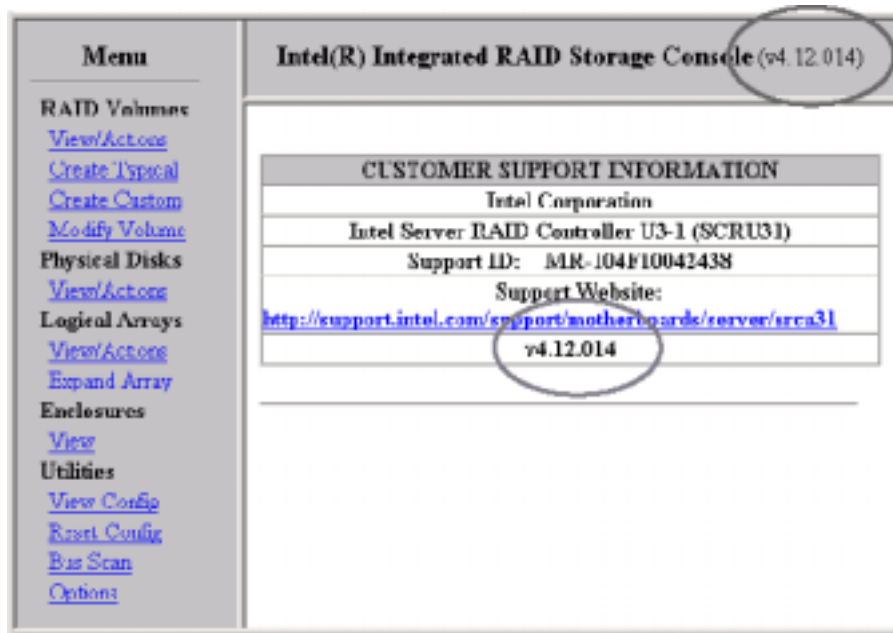 Menu
RAID Volumes
View/Actions
Create Typical
Create Custom
Modify Volume
Physical Disks
View/Actions
Logical Arrays
View/Actions
Expand Array
Enclosures
View
Utilities
View Config
Reset Config
Bus Scan
Options
Intel(R) Integrated RAID Storage Console (v4.12.014)
CUSTOMER SUPPORT INFORMATION
Intel Corporation
Intel Server RAID Controller U3-1 (SCRU31)
Support ID:
Support Website:
http://support.intel.com/support/motherboards/server/srcu31
v4.12.014